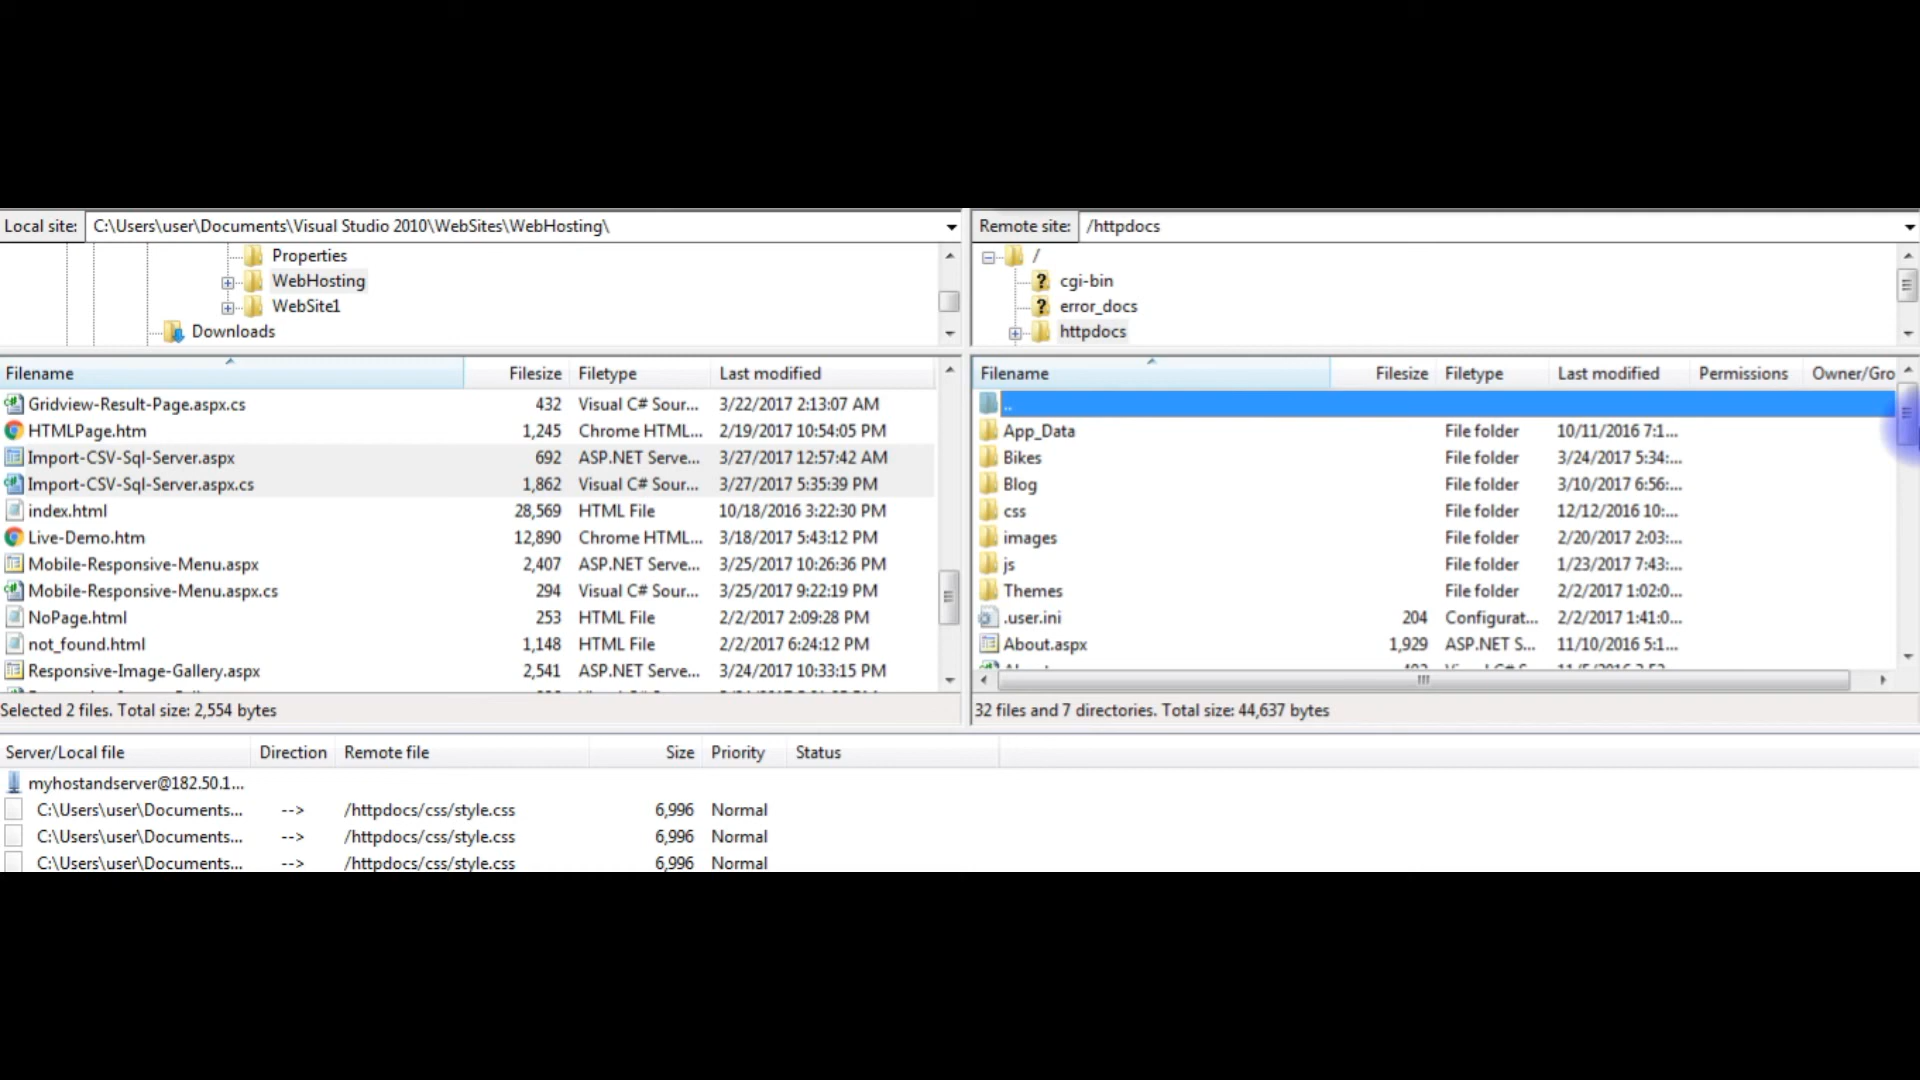 Local site: C:\Users\user\Documents\Visual Studio 2010\WebSites\WebHosting\
Properties
WebHosting
WebSite1
Downloads
Filename Filesize Filetype Last modified
Gridview-Result-Page.aspx.cs 432 Visual C# Sour... 3/22/2017 2:13:07 AM
HTMLPage.htm 1,245 Chrome HTML... 2/19/2017 10:54:05 PM
Import-CSV-Sql-Server.aspx 692 ASP.NET Serve... 3/27/2017 12:57:42 AM
Import-CSV-Sql-Server.aspx.cs 1,862 Visual C# Sour... 3/27/2017 5:35:39 PM
index.html 28,569 HTML File 10/18/2016 3:22:30 PM
Live-Demo.htm 12,890 Chrome HTML... 3/18/2017 5:43:12 PM
Mobile-Responsive-Menu.aspx 2,407 ASP.NET Serve... 3/25/2017 10:26:36 PM
Mobile-Responsive-Menu.aspx.cs 294 Visual C# Sour... 3/25/2017 9:22:19 PM
NoPage.html 253 HTML File 2/2/2017 2:09:28 PM
not_found.html 1,148 HTML File 2/2/2017 6:24:12 PM
Responsive-Image-Gallery.aspx 2,541 ASP.NET Serve... 3/24/2017 10:33:15 PM
Selected 2 files. Total size: 2,554 bytes
Remote site: /httpdocs
/
cgi-bin
error_docs
httpdocs
Filename Filesize Filetype Last modified Permissions Owner/Gro
..
App_Data File folder 10/11/2016 7:1...
Bikes File folder 3/24/2017 5:34:...
Blog File folder 3/10/2017 6:56:...
css File folder 12/12/2016 10:...
images File folder 2/20/2017 2:03:...
js File folder 1/23/2017 7:43:...
Themes File folder 2/2/2017 1:02:0...
.user.ini 204 Configurat... 2/2/2017 1:41:0...
About.aspx 1,929 ASP.NET S... 11/10/2016 5:1...
32 files and 7 directories. Total size: 44,637 bytes
Server/Local file Direction Remote file Size Priority Status
myhostandserver@182.50.1...
C:\Users\user\Documents... --> /httpdocs/css/style.css 6,996 Normal
C:\Users\user\Documents... --> /httpdocs/css/style.css 6,996 Normal
C:\Users\user\Documents... --> /httpdocs/css/style.css 6,996 Normal